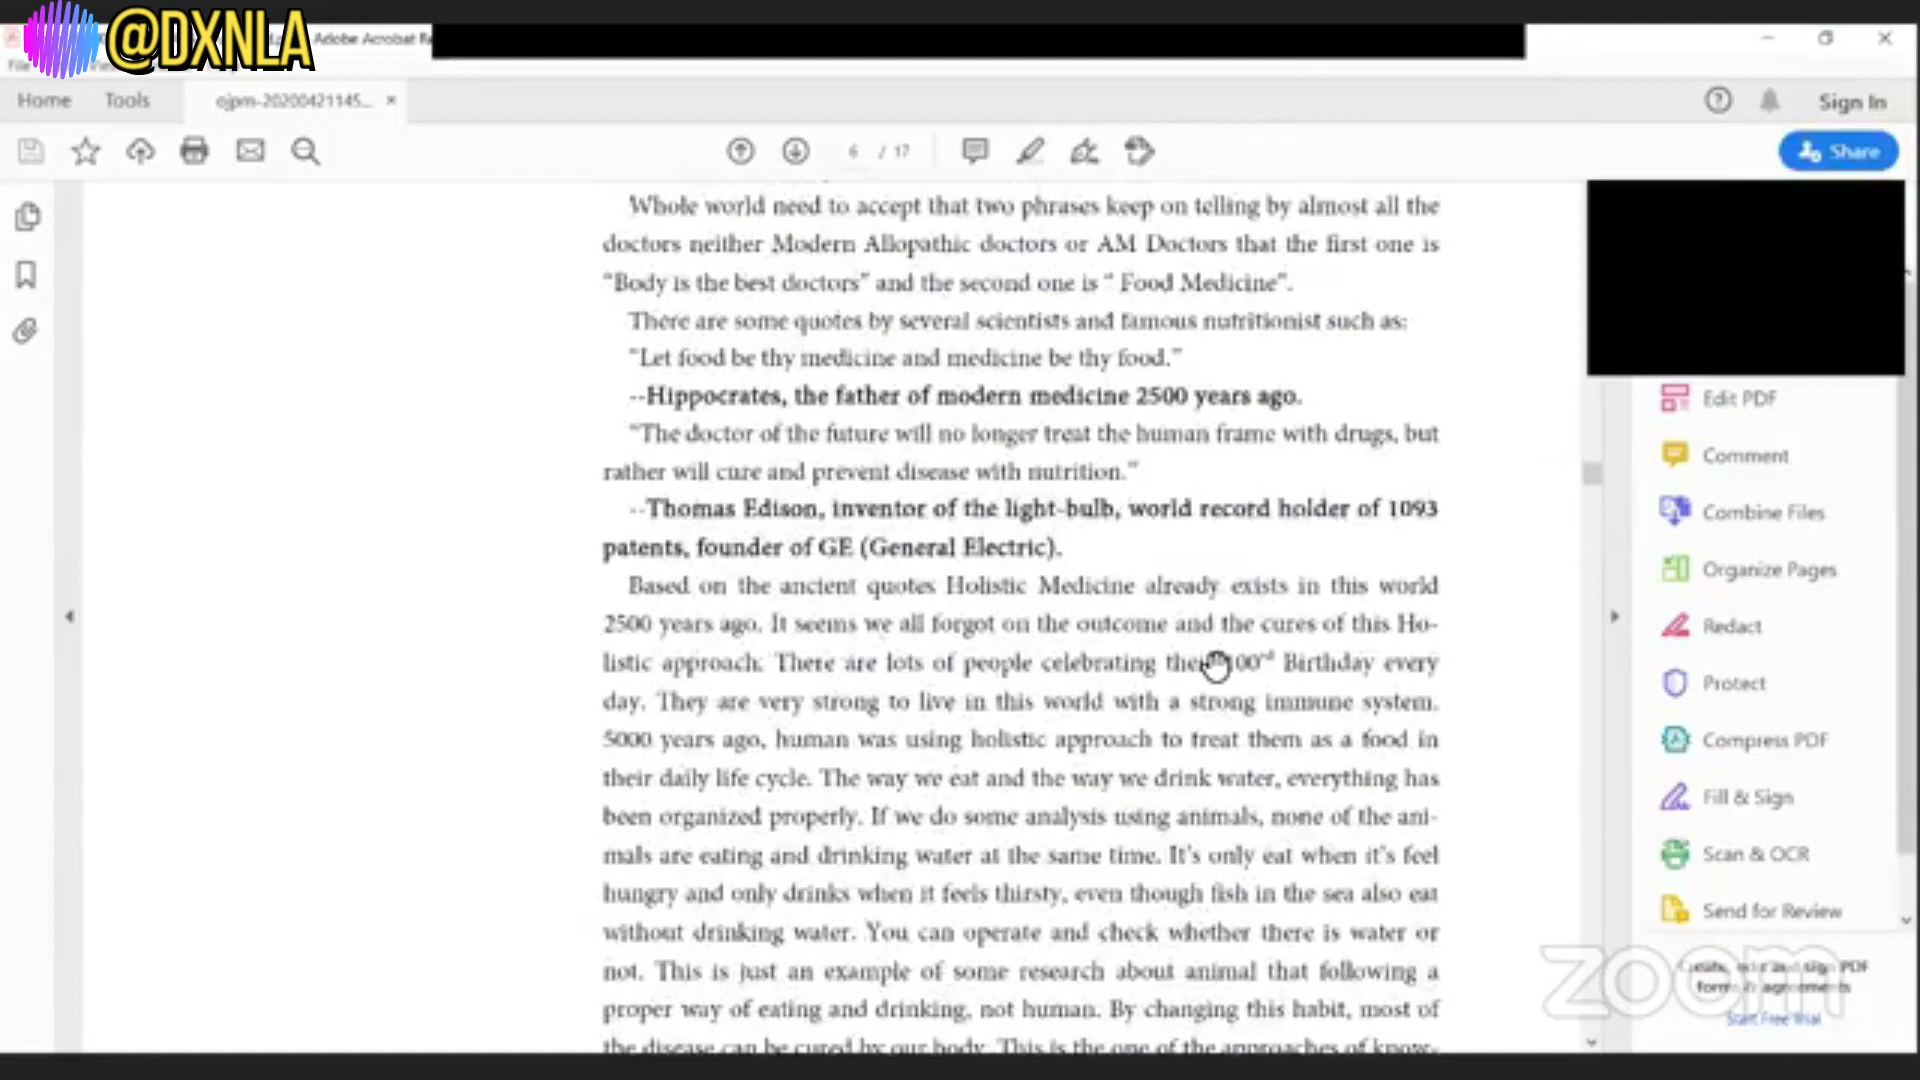 @DXNLA
Adobe Acrobat Re
Home Tools ojpm-20200421145... × Sign In
6 / 17 Share
Whole world need to accept that two phrases keep on telling by almost all the
doctors neither Modern Allopathic doctors or AM Doctors that the first one is
"Body is the best doctors" and the second one is " Food Medicine".
There are some quotes by several scientists and famous nutritionist such as:
"Let food be thy medicine and medicine be thy food."
--Hippocrates, the father of modern medicine 2500 years ago.
"The doctor of the future will no longer treat the human frame with drugs, but
rather will cure and prevent disease with nutrition."
--Thomas Edison, inventor of the light-bulb, world record holder of 1093
patents, founder of GE (General Electric).
Based on the ancient quotes Holistic Medicine already exists in this world
2500 years ago. It seems we all forgot on the outcome and the cures of this Ho-
listic approach. There are lots of people celebrating 100rd Birthday every
day. They are very strong to live in this world with a strong immune system.
5000 years ago, human was using holistic approach to treat them as a food in
their daily life cycle. The way we eat and the way we drink water, everything has
been organized properly. If we do some analysis using animals, none of the ani-
mals are eating and drinking water at the same time. It's only eat when it's feel
hungry and only drinks when it feels thirsty, even though fish in the sea also eat
without drinking water. You can operate and check whether there is water or
not. This is just an example of some research about animal that following a
proper way of eating and drinking, not human. By changing this habit, most of
the disease can be cured by our body. This is the one of the approaches of know-
Edit PDF
Comment
Combine Files
Organize Pages
Redact
Protect
Compress PDF
Fill & Sign
Scan & OCR
Send for Review
Create, edit and sign PDF
forms & agreements
Start Free Trial
zoom